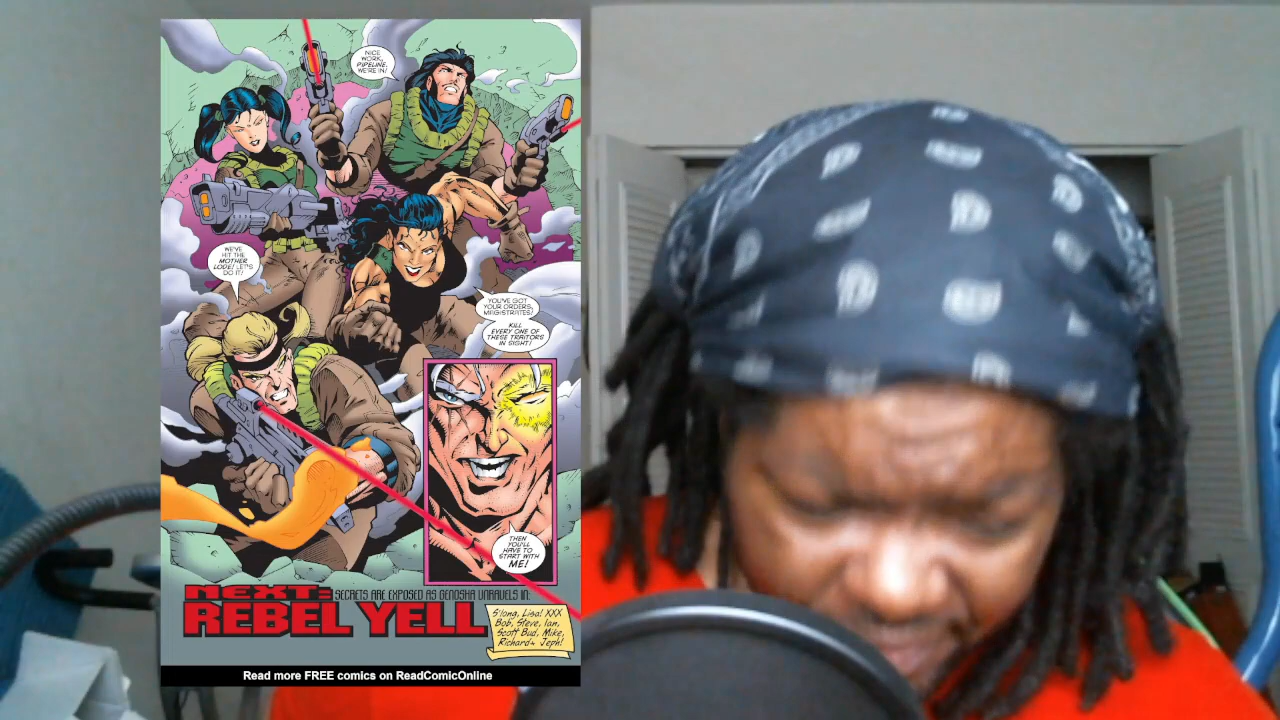 NICE
WORK,
PIPELINE.
WE'RE IN!
WE'VE
HIT THE
MOTHER
LODE! LET'S
DO IT!
YOU'VE GOT
YOUR ORDERS,
MAGISTRATES!
KILL
EVERY ONE OF
THESE TRAITORS
IN SIGHT!
THEN
YOU'LL
HAVE TO
START WITH
ME!
NEXT: SECRETS ARE EXPOSED AS GENOSHA UNRAVELS IN:
REBEL YELL
S'long, Lisa! XXX
Bob, Steve, Ian,
Scott Bud, Mike,
Richard & Jeph!
Read more FREE comics on ReadComicOnline